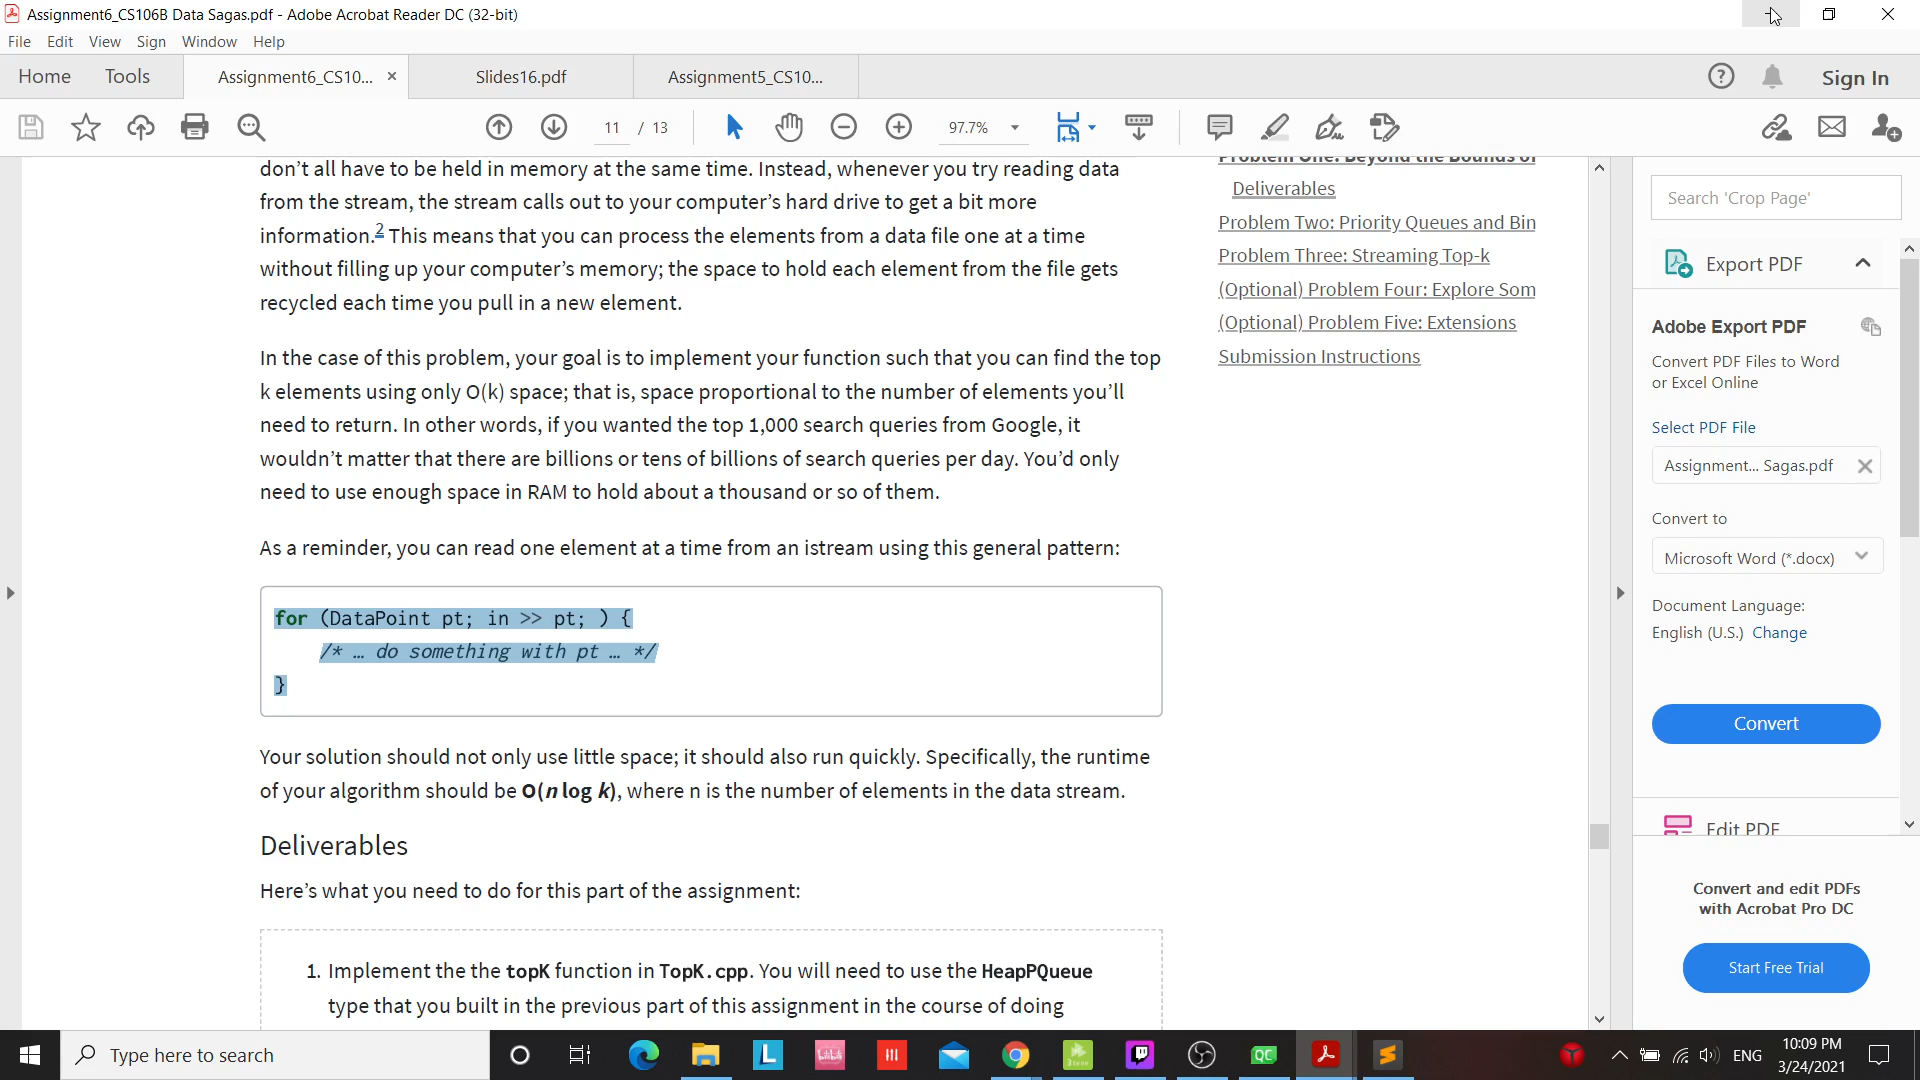 Assignment6_CS106B Data Sagas.pdf - Adobe Acrobat Reader DC (32-bit)
File Edit View Sign Window Help
Home Tools Assignment6_CS10... × Slides16.pdf Assignment5_CS10... Sign In
11 / 13 97.7%
don’t all have to be held in memory at the same time. Instead, whenever you try reading data
from the stream, the stream calls out to your computer’s hard drive to get a bit more
information.2 This means that you can process the elements from a data file one at a time
without filling up your computer’s memory; the space to hold each element from the file gets
recycled each time you pull in a new element.
In the case of this problem, your goal is to implement your function such that you can find the top
k elements using only O(k) space; that is, space proportional to the number of elements you’ll
need to return. In other words, if you wanted the top 1,000 search queries from Google, it
wouldn’t matter that there are billions or tens of billions of search queries per day. You’d only
need to use enough space in RAM to hold about a thousand or so of them.
As a reminder, you can read one element at a time from an istream using this general pattern:
for (DataPoint pt; in >> pt; ) {
/* … do something with pt … */
}
Your solution should not only use little space; it should also run quickly. Specifically, the runtime
of your algorithm should be O(n log k), where n is the number of elements in the data stream.
Deliverables
Here’s what you need to do for this part of the assignment:
1. Implement the the topK function in TopK.cpp. You will need to use the HeapPQueue
type that you built in the previous part of this assignment in the course of doing
Problem One: Beyond the Bounds of
Deliverables
Problem Two: Priority Queues and Bin
Problem Three: Streaming Top-k
(Optional) Problem Four: Explore Som
(Optional) Problem Five: Extensions
Submission Instructions
Search 'Crop Page'
Export PDF
Adobe Export PDF
Convert PDF Files to Word
or Excel Online
Select PDF File
Assignment... Sagas.pdf
Convert to
Microsoft Word (*.docx)
Document Language:
English (U.S.) Change
Convert
Edit PDF
Convert and edit PDFs
with Acrobat Pro DC
Start Free Trial
Type here to search
L
QC
ENG
10:09 PM
3/24/2021